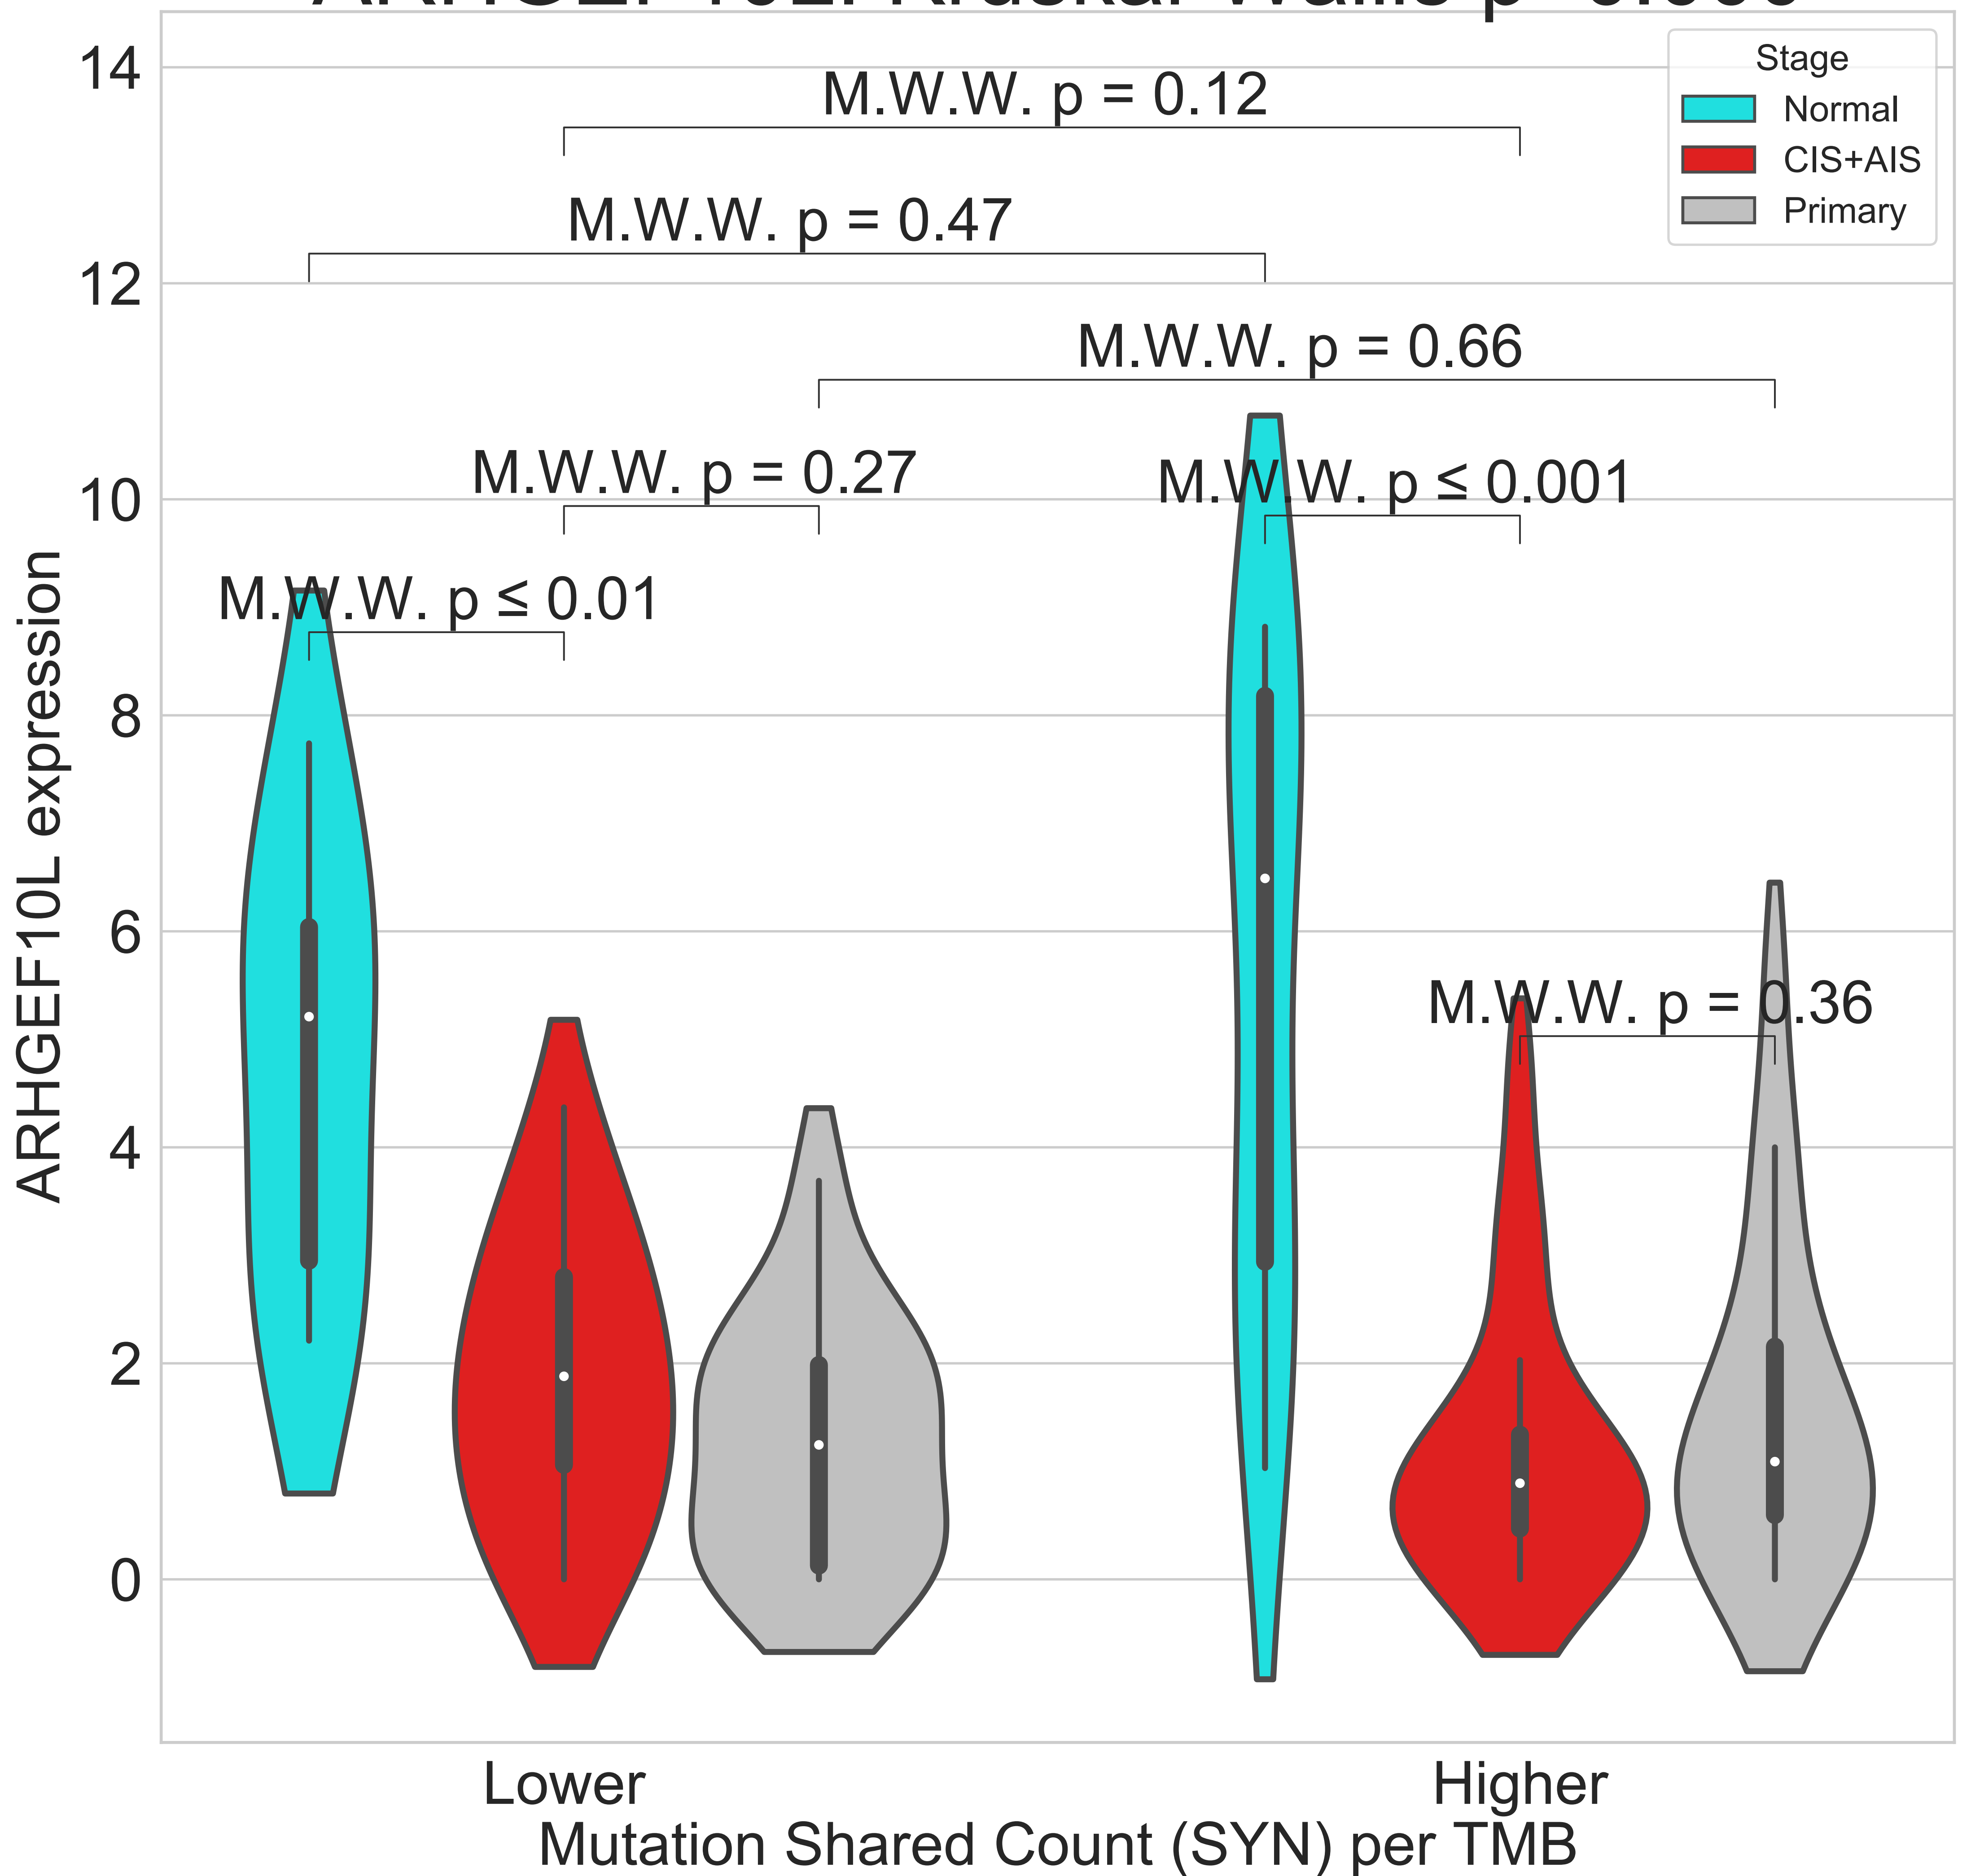 14
12
10
8
6
4
2
0
ARHGEF10L expression
Stage
Normal
CIS+AIS
Primary
M.W.W. p = 0.12
M.W.W. p = 0.47
M.W.W. p = 0.66
M.W.W. p = 0.27
M.W.W. p ≤ 0.001
M.W.W. p ≤ 0.01
M.W.W. p = 0.36
Lower
Higher
Mutation Shared Count (SYN) per TMB